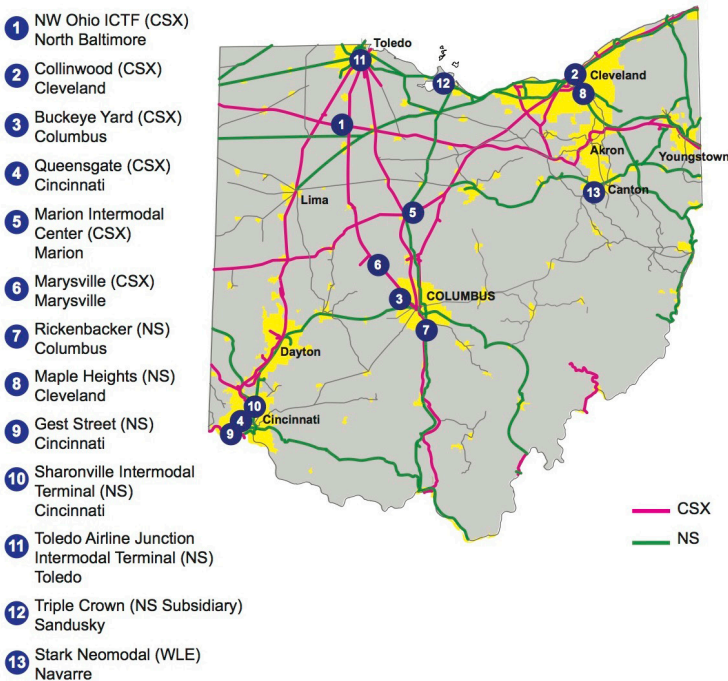 1 NW Ohio ICTF (CSX)
North Baltimore
2 Collinwood (CSX)
Cleveland
3 Buckeye Yard (CSX)
Columbus
4 Queensgate (CSX)
Cincinnati
5 Marion Intermodal
Center (CSX)
Marion
6 Marysville (CSX)
Marysville
7 Rickenbacker (NS)
Columbus
8 Maple Heights (NS)
Cleveland
9 Gest Street (NS)
Cincinnati
10 Sharonville Intermodal
Terminal (NS)
Cincinnati
11 Toledo Airline Junction
Intermodal Terminal (NS)
Toledo
12 Triple Crown (NS Subsidiary)
Sandusky
13 Stark Neomodal (WLE)
Navarre
Toledo
11
12
2
Cleveland
8
1
Akron
Youngstown
Lima
13
Canton
5
6
3
COLUMBUS
7
Dayton
10
4
Cincinnati
9
CSX
NS